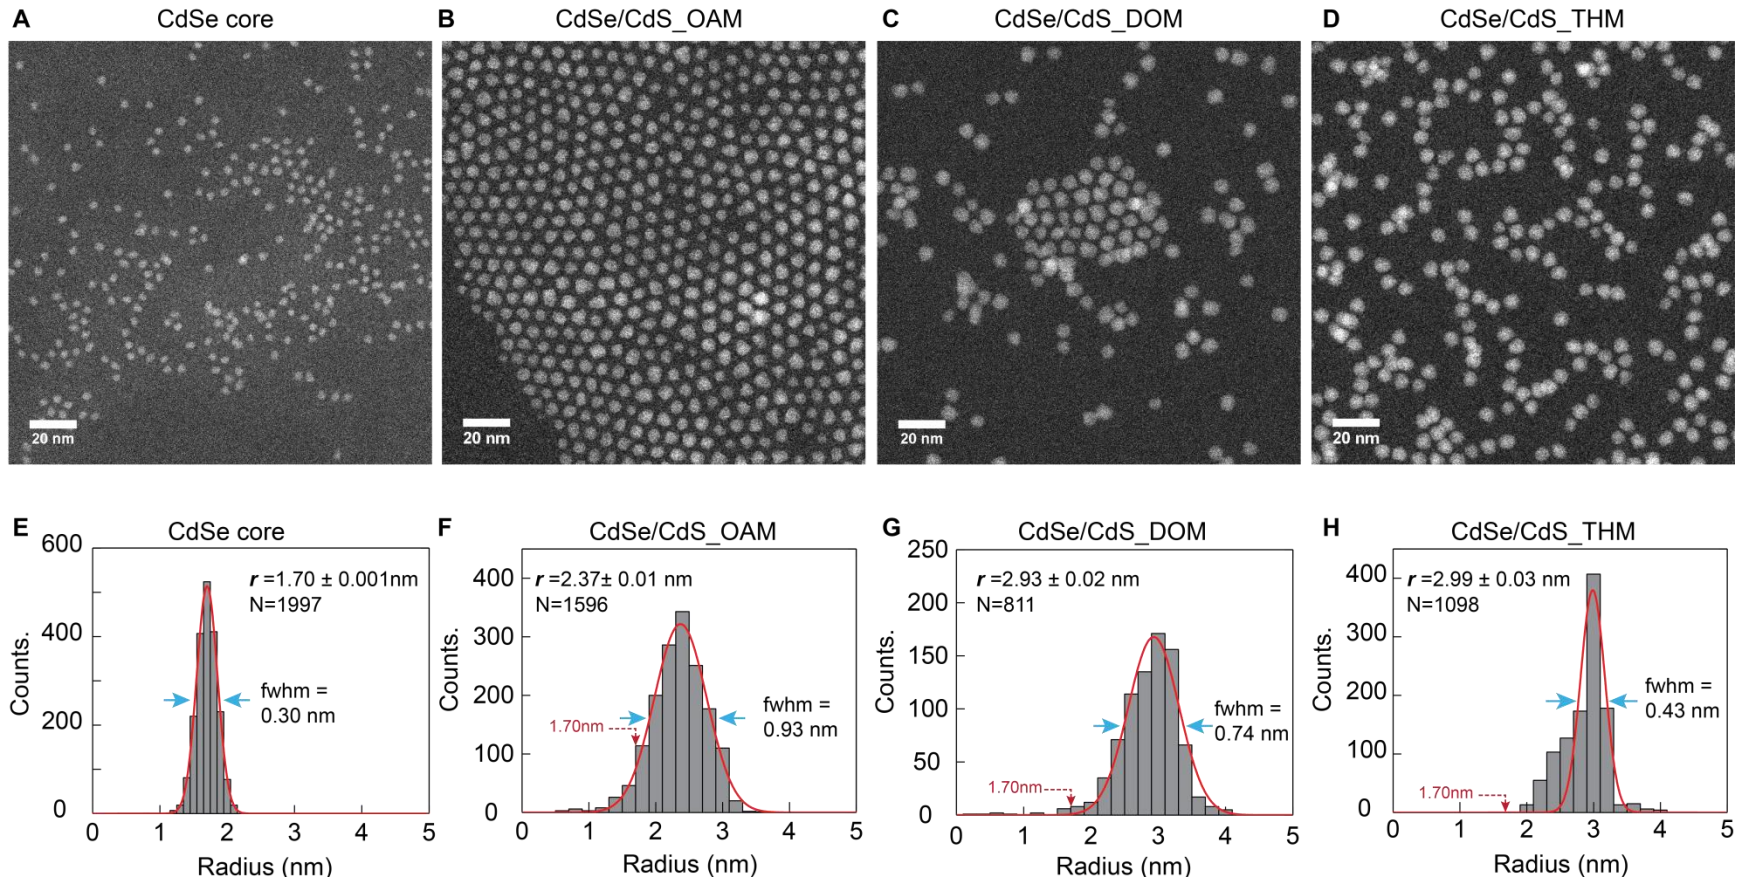 A CdSe core
B CdSe/CdS_OAM
C CdSe/CdS_DOM
D CdSe/CdS_THM
20 nm
20 nm
20 nm
20 nm
E CdSe core
600
400
200
0
Counts.
r =1.70 ± 0.001nm
N=1997
fwhm =
0.30 nm
0 1 2 3 4 5
Radius (nm)
F CdSe/CdS_OAM
400
300
200
100
0
Counts.
r =2.37± 0.01 nm
N=1596
1.70nm
fwhm =
0.93 nm
0 1 2 3 4 5
Radius (nm)
G CdSe/CdS_DOM
250
200
150
100
50
0
Counts.
r =2.93 ± 0.02 nm
N=811
1.70nm
fwhm =
0.74 nm
0 1 2 3 4 5
Radius (nm)
H CdSe/CdS_THM
400
300
200
100
0
Counts.
r =2.99 ± 0.03 nm
N=1098
1.70nm
fwhm =
0.43 nm
0 1 2 3 4 5
Radius (nm)